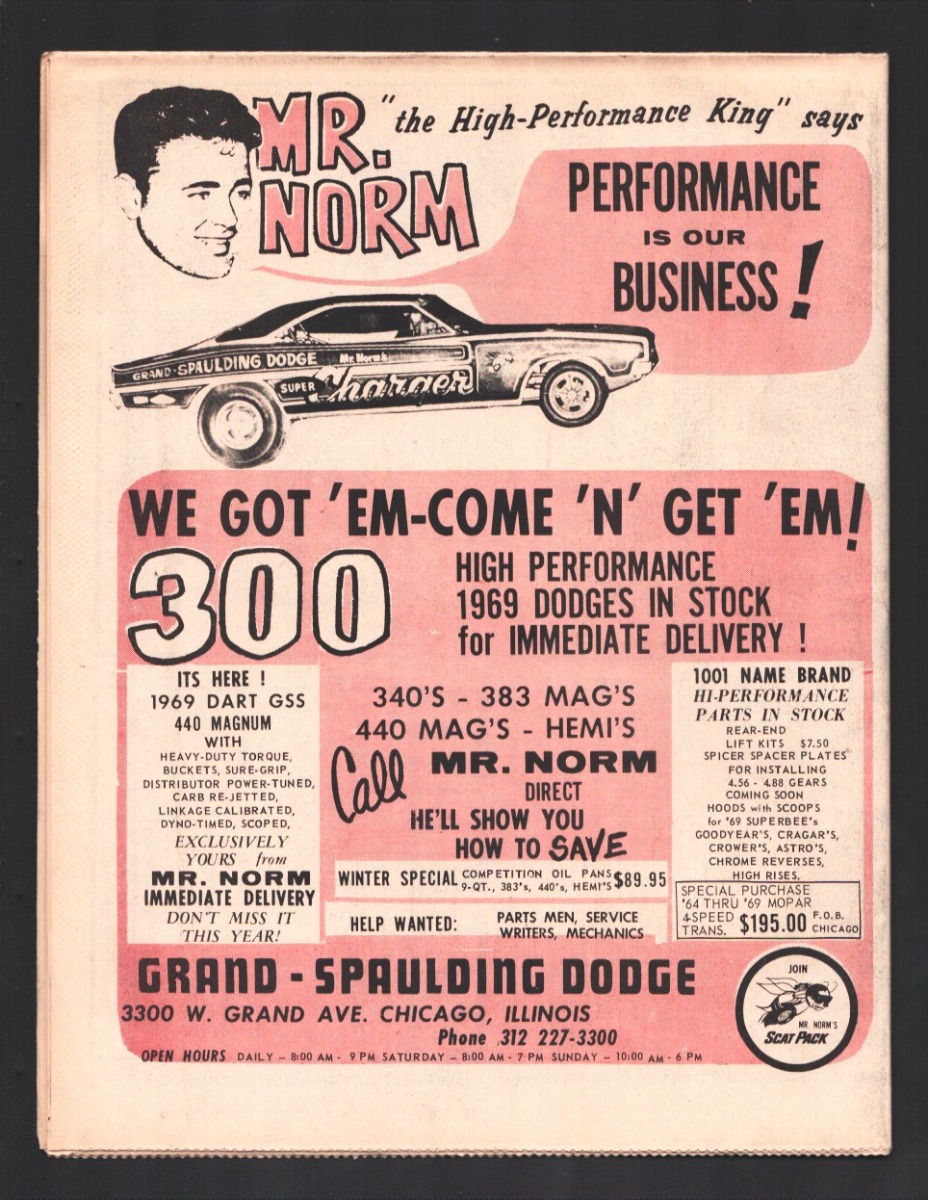 MR.
NORM
"the High-Performance King" says
PERFORMANCE
IS OUR
BUSINESS!
GRAND-SPAULDING DODGE
Mr. Norm's
SUPER Charger
WE GOT 'EM-COME 'N' GET 'EM!
300
HIGH PERFORMANCE
1969 DODGES IN STOCK
for IMMEDIATE DELIVERY !
ITS HERE !
1969 DART GSS
440 MAGNUM
WITH
HEAVY-DUTY TORQUE,
BUCKETS, SURE-GRIP,
DISTRIBUTOR POWER-TUNED,
CARB RE-JETTED,
LINKAGE CALIBRATED,
DYNO-TIMED, SCOPED,
EXCLUSIVELY
YOURS from
MR. NORM
IMMEDIATE DELIVERY
DON'T MISS IT
THIS YEAR!
340'S - 383 MAG'S
440 MAG'S - HEMI'S
Call MR. NORM
DIRECT
HE'LL SHOW YOU
HOW TO SAVE
WINTER SPECIAL COMPETITION OIL PANS
9-QT., 383's, 440's, HEMI'S $89.95
HELP WANTED: PARTS MEN, SERVICE
WRITERS, MECHANICS
1001 NAME BRAND
HI-PERFORMANCE
PARTS IN STOCK
REAR-END
LIFT KITS $7.50
SPICER SPACER PLATES
FOR INSTALLING
4.56 - 4.88 GEARS
COMING SOON
HOODS with SCOOPS
for '69 SUPERBEE's
GOODYEAR'S, CRAGAR'S,
CROWER'S, ASTRO'S,
CHROME REVERSES,
HIGH RISES.
SPECIAL PURCHASE
'64 THRU '69 MOPAR
4-SPEED
TRANS. $195.00 F.O.B.
CHICAGO
GRAND - SPAULDING DODGE
3300 W. GRAND AVE. CHICAGO, ILLINOIS
Phone 312 227-3300
OPEN HOURS DAILY - 8:00 AM - 9 PM SATURDAY - 8:00 AM - 7 PM SUNDAY - 10:00 AM - 6 PM
JOIN
MR. NORM'S
SCAT PACK